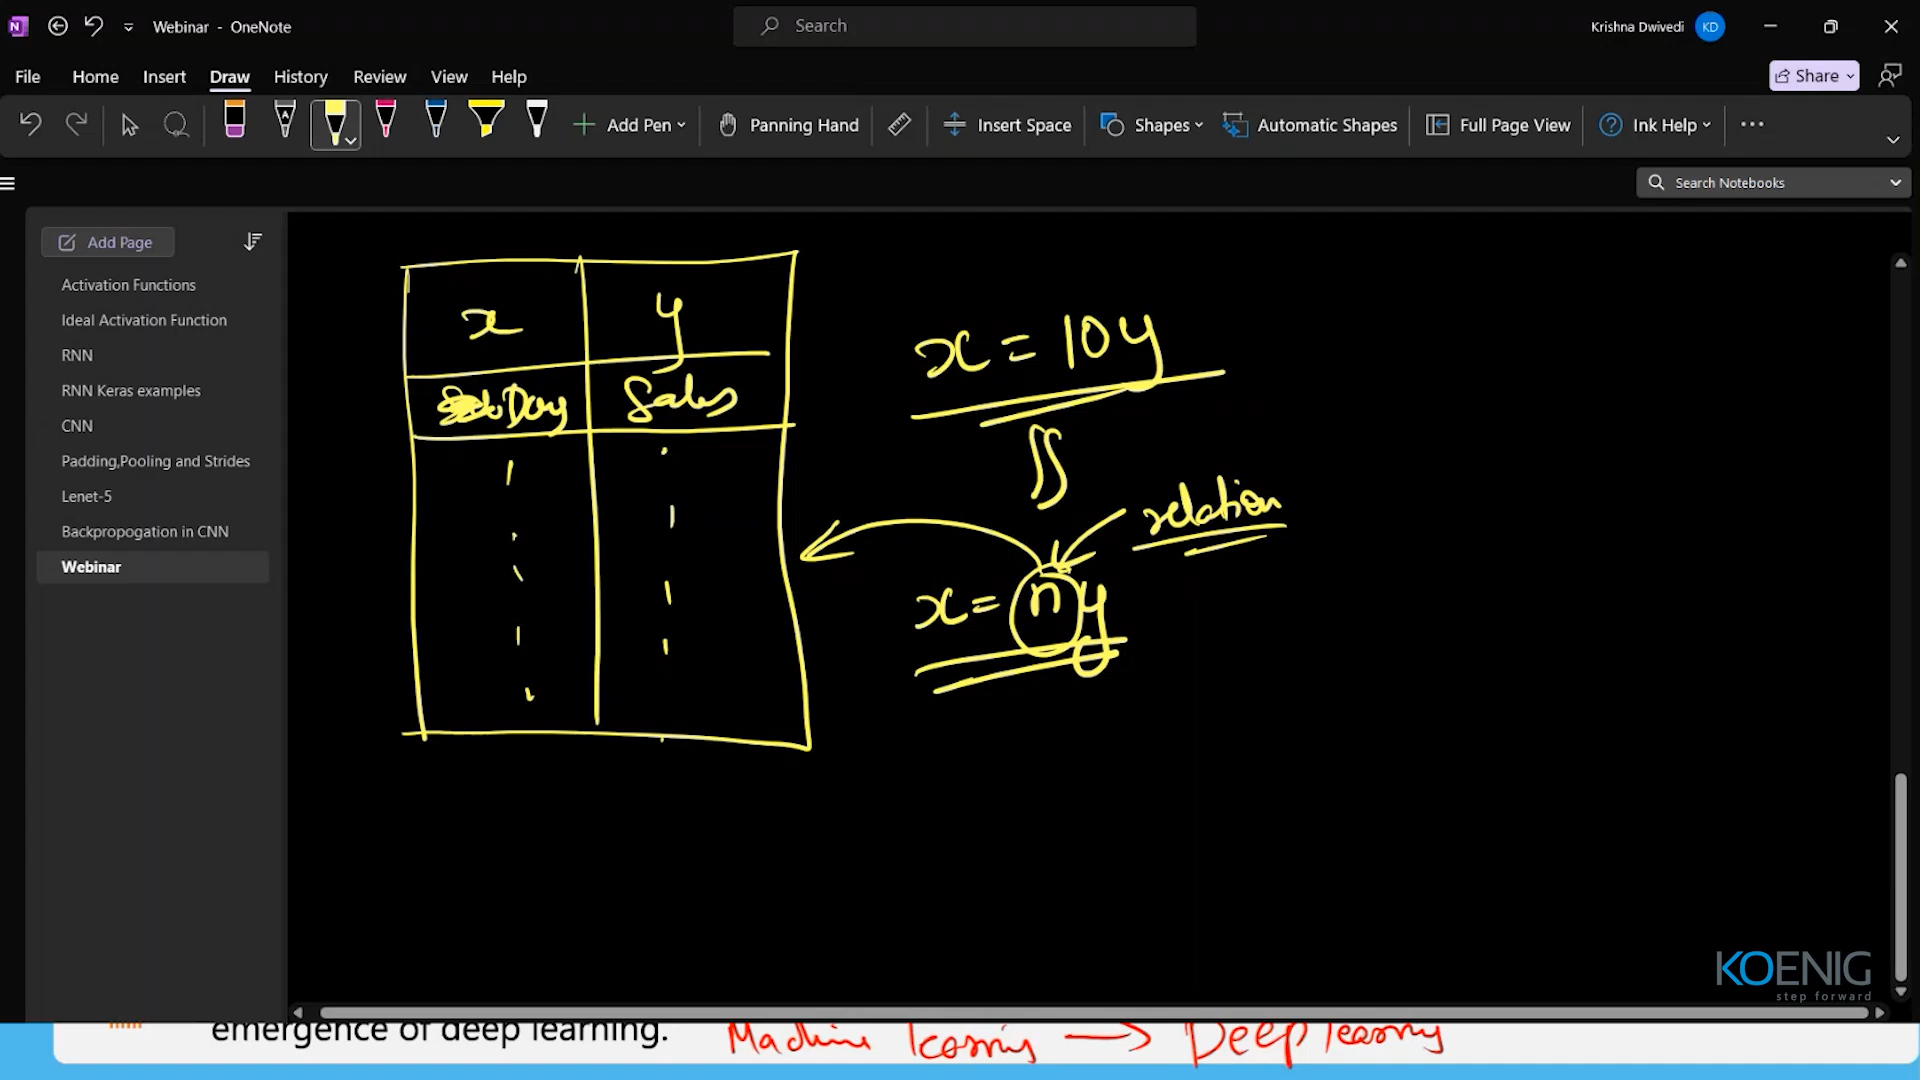 Webinar - OneNote
Search
Krishna Dwivedi
KD
File Home Insert Draw History Review View Help
Share
Add Pen
Panning Hand
Insert Space
Shapes
Automatic Shapes
Full Page View
Ink Help
Search Notebooks
Add Page
Activation Functions
Ideal Activation Function
RNN
RNN Keras examples
CNN
Padding,Pooling and Strides
Lenet-5
Backpropogation in CNN
Webinar
x y
Day Sales
x = 10y
relation
x = ny
KOENIG
step forward
emergence of deep learning.
Machine learning → Deep learning